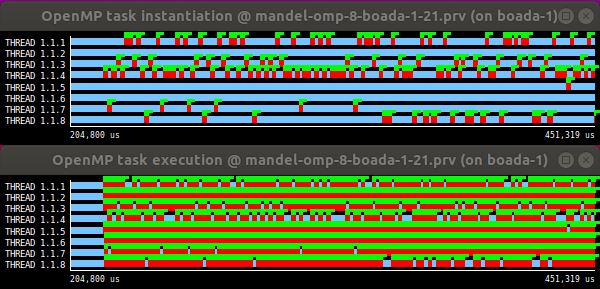 OpenMP task instantiation @ mandel-omp-8-boada-1-21.prv (on boada-1)
THREAD 1.1.1
THREAD 1.1.2
THREAD 1.1.3
THREAD 1.1.4
THREAD 1.1.5
THREAD 1.1.6
THREAD 1.1.7
THREAD 1.1.8
204,800 us 451,319 us
OpenMP task execution @ mandel-omp-8-boada-1-21.prv (on boada-1)
THREAD 1.1.1
THREAD 1.1.2
THREAD 1.1.3
THREAD 1.1.4
THREAD 1.1.5
THREAD 1.1.6
THREAD 1.1.7
THREAD 1.1.8
204,800 us 451,319 us